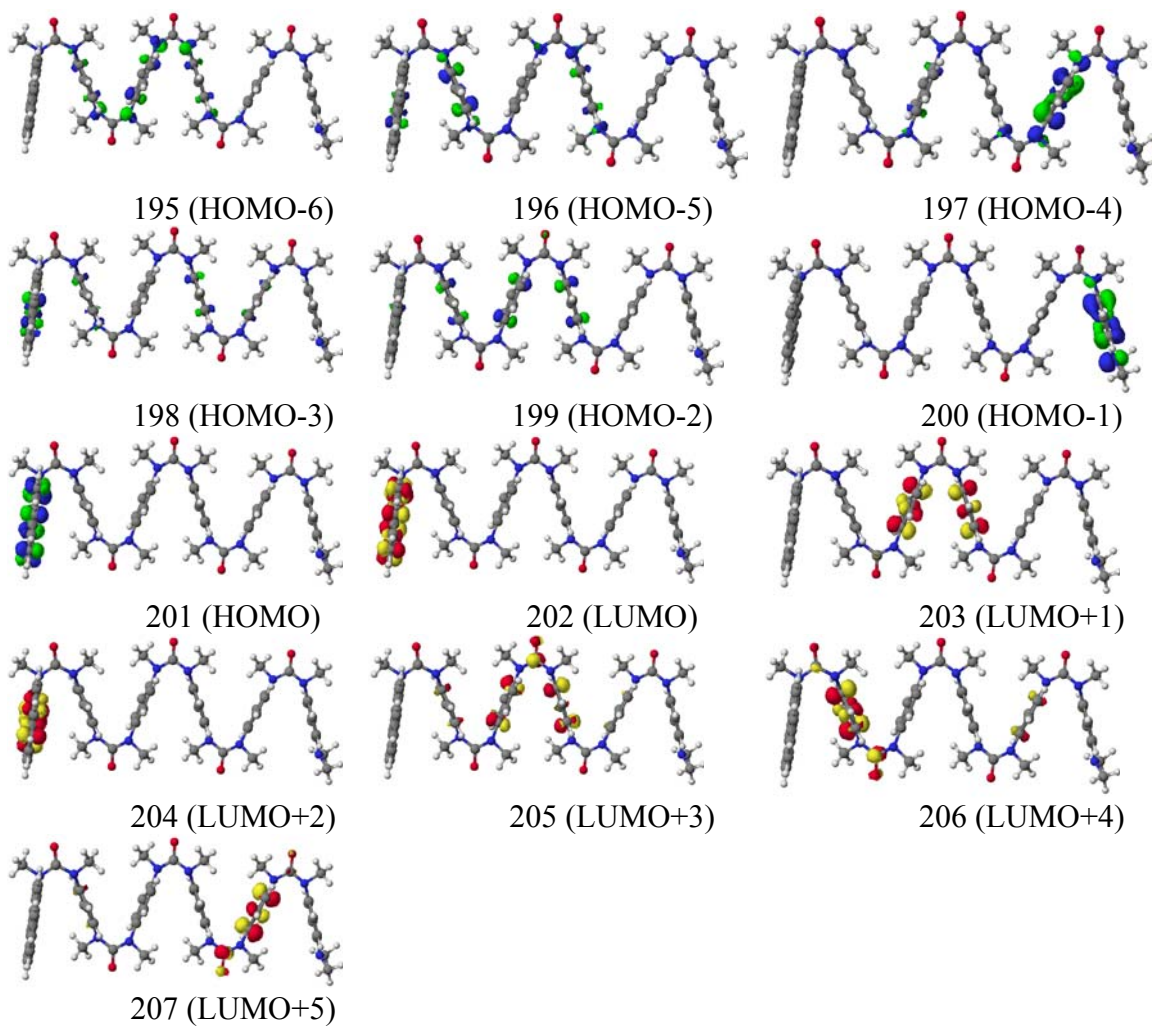 195 (HOMO-6) 196 (HOMO-5) 197 (HOMO-4)
198 (HOMO-3) 199 (HOMO-2) 200 (HOMO-1)
201 (HOMO) 202 (LUMO) 203 (LUMO+1)
204 (LUMO+2) 205 (LUMO+3) 206 (LUMO+4)
207 (LUMO+5)